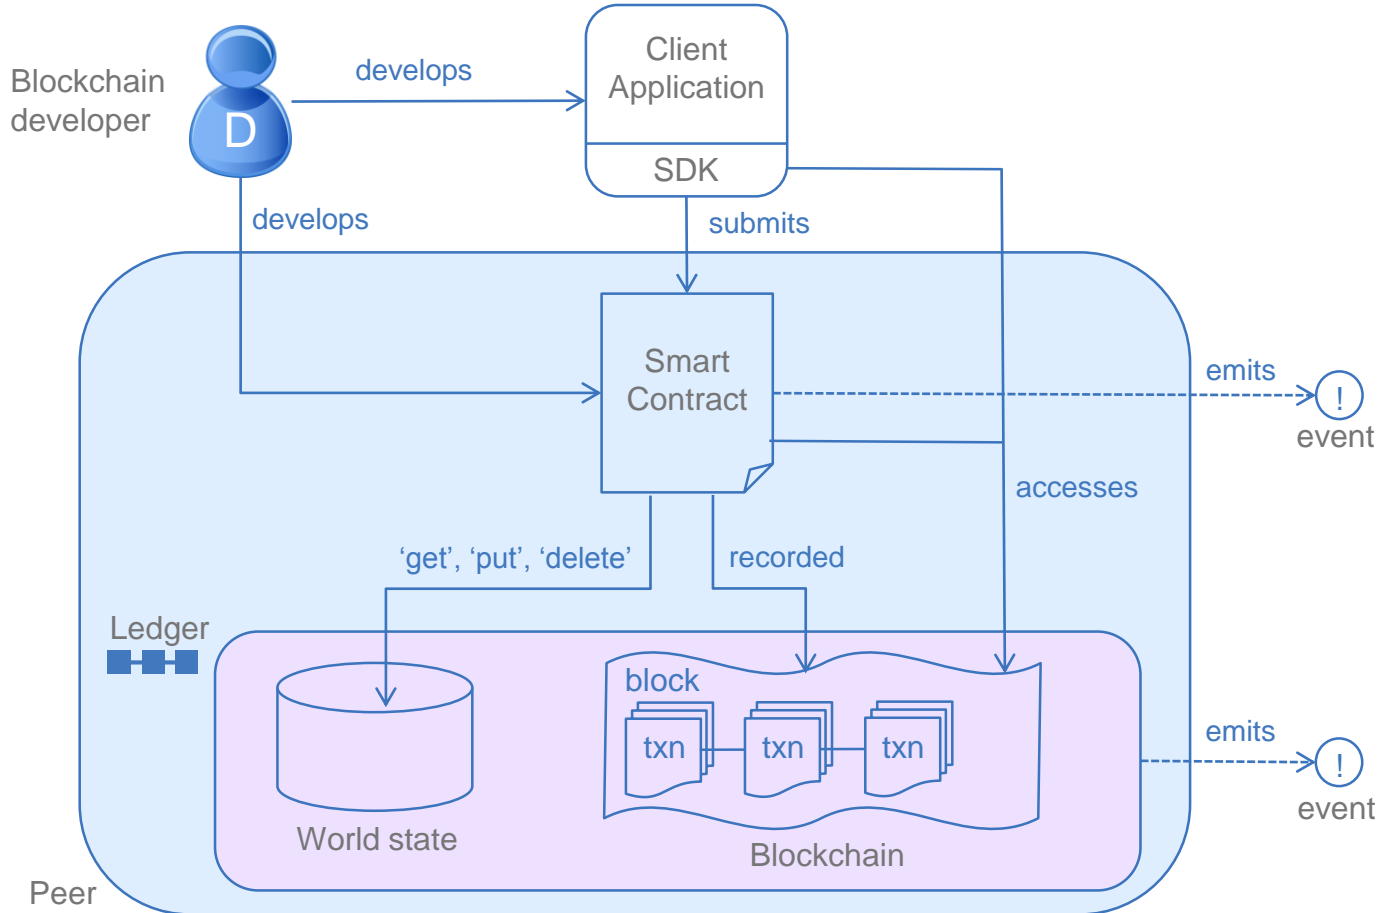 Blockchain
developer
D
develops
Client
Application
SDK
develops
submits
Smart
Contract
emits
!
event
accesses
‘get’, ‘put’, ‘delete’
recorded
Ledger
block
txn
txn
txn
World state
Blockchain
emits
!
event
Peer